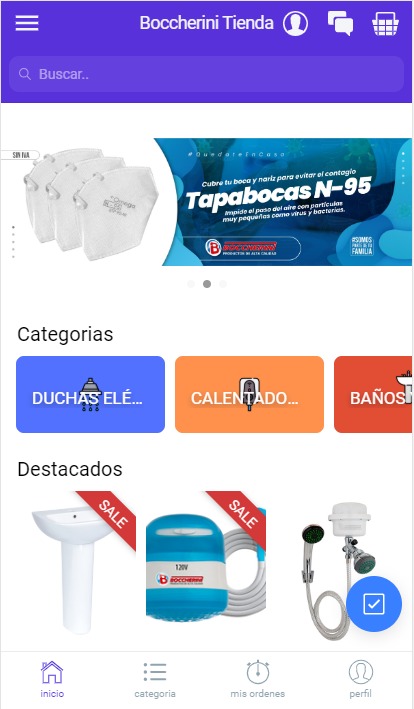 Boccherini Tienda
Buscar..
SIN IVA
#QuedateEnCasa
Cubre tu boca y nariz para evitar el contagio
Tapabocas N-95
Impide el paso del aire con partículas
muy pequeñas como virus y bacterias.
BOCCHERINI
PRODUCTOS DE ALTA CALIDAD
#SOMOS
PARTE DE TU
FAMILIA
Categorias
DUCHAS ELÉ...
CALENTADO...
BAÑOS
Destacados
SALE
SALE
120V
BOCCHERINI
inicio
categoria
mis ordenes
perfil